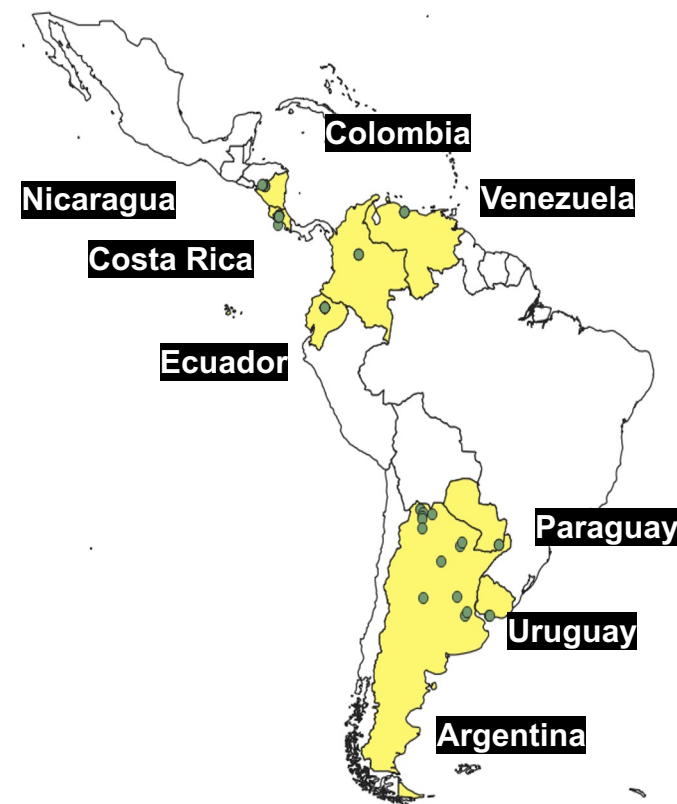 Colombia
Nicaragua
Venezuela
Costa Rica
Ecuador
Paraguay
Uruguay
Argentina